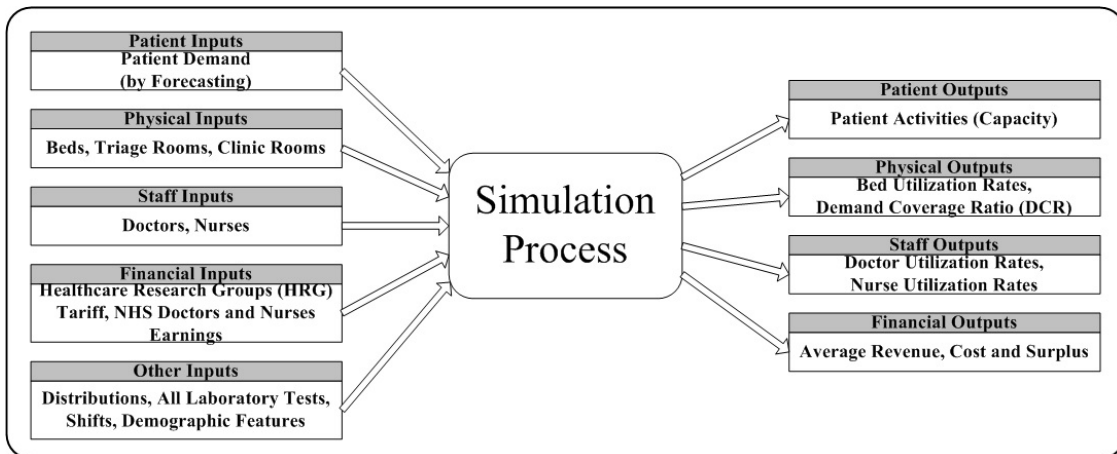 Patient Inputs
Patient Demand
(by Forecasting)
Physical Inputs
Beds, Triage Rooms, Clinic Rooms
Staff Inputs
Doctors, Nurses
Financial Inputs
Healthcare Research Groups (HRG)
Tariff, NHS Doctors and Nurses
Earnings
Other Inputs
Distributions, All Laboratory Tests,
Shifts, Demographic Features
Simulation
Process
Patient Outputs
Patient Activities (Capacity)
Physical Outputs
Bed Utilization Rates,
Demand Coverage Ratio (DCR)
Staff Outputs
Doctor Utilization Rates,
Nurse Utilization Rates
Financial Outputs
Average Revenue, Cost and Surplus